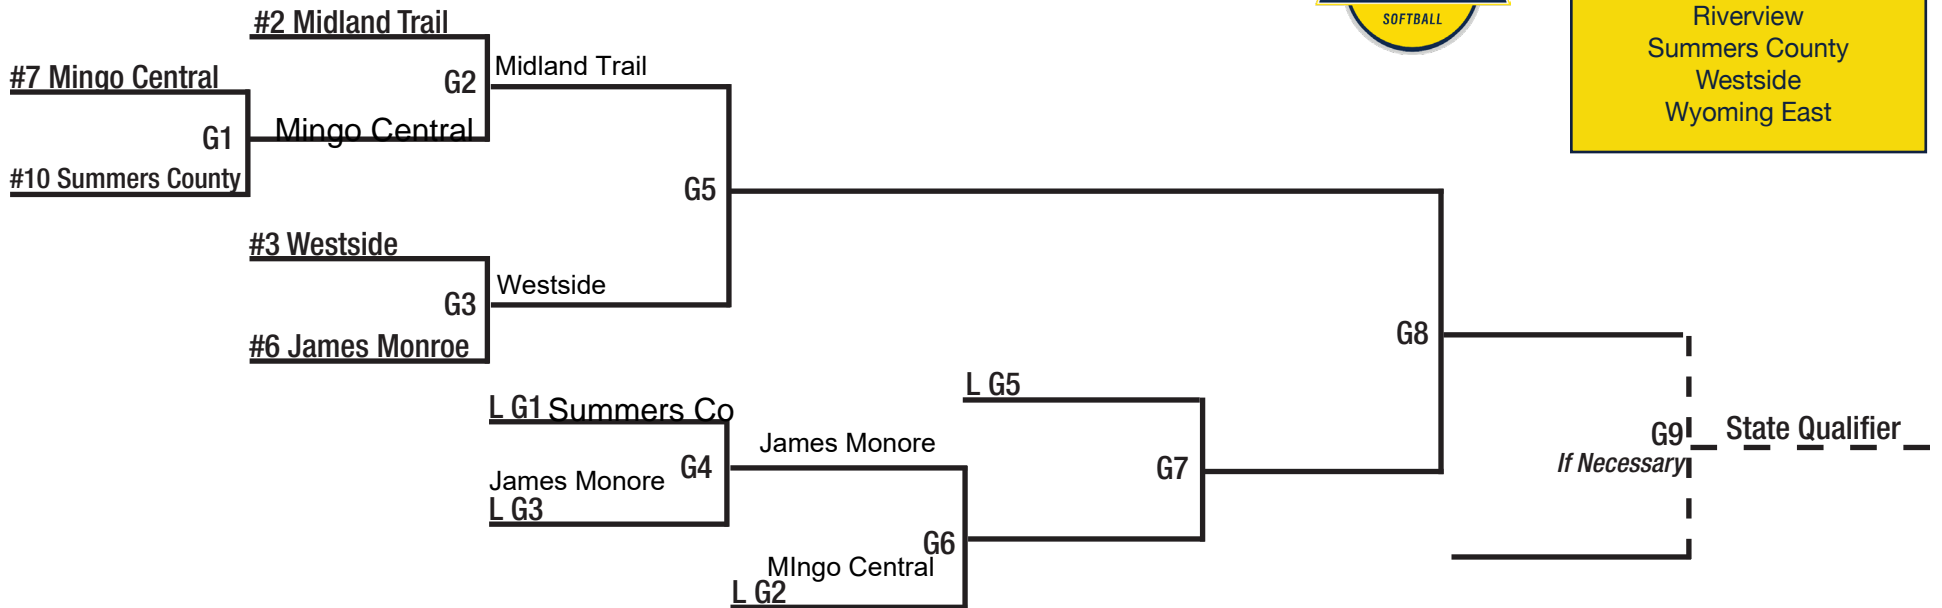 #2 Midland Trail
SOFTBALL
Riverview
Summers County
Westside
Wyoming East
#7 Mingo Central
G2
Midland Trail
G1
Mingo Central
#10 Summers County
G5
#3 Westside
G3
Westside
#6 James Monroe
G8
L G1 Summers Co
L G5
James Monore
G4
James Monore
L G3
G7
G9
If Necessary
State Qualifier
G6
MIngo Central
L G2